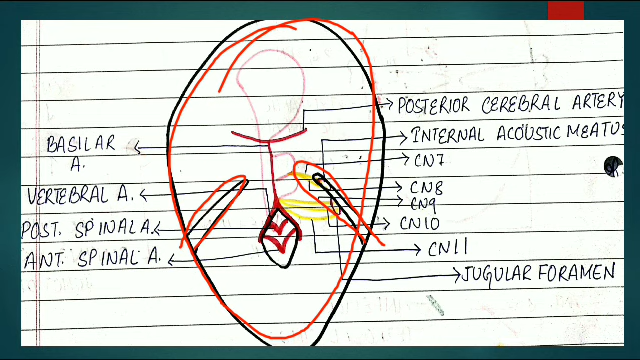 POSTERIOR CEREBRAL ARTERY
INTERNAL ACOUSTIC MEATUS
BASILAR
A.
CN7
CN8
VERTEBRAL A.
CN9
POST. SPINAL A.
CN10
ANT. SPINAL A.
CN11
JUGULAR FORAMEN